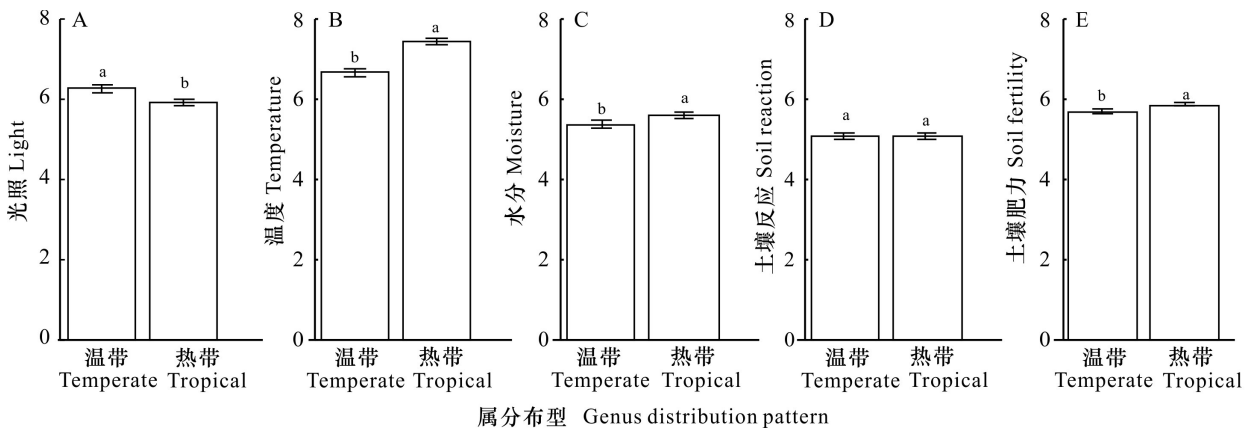 A
8
6
4
2
0
光照 Light
a
b
温带
Temperate
热带
Tropical
B
8
6
4
2
0
温度 Temperature
b
a
温带
Temperate
热带
Tropical
C
8
6
4
2
0
水分 Moisture
b
a
温带
Temperate
热带
Tropical
D
8
6
4
2
0
土壤反应 Soil reaction
a
a
温带
Temperate
热带
Tropical
E
8
6
4
2
0
土壤肥力 Soil fertility
b
a
温带
Temperate
热带
Tropical
属分布型 Genus distribution pattern